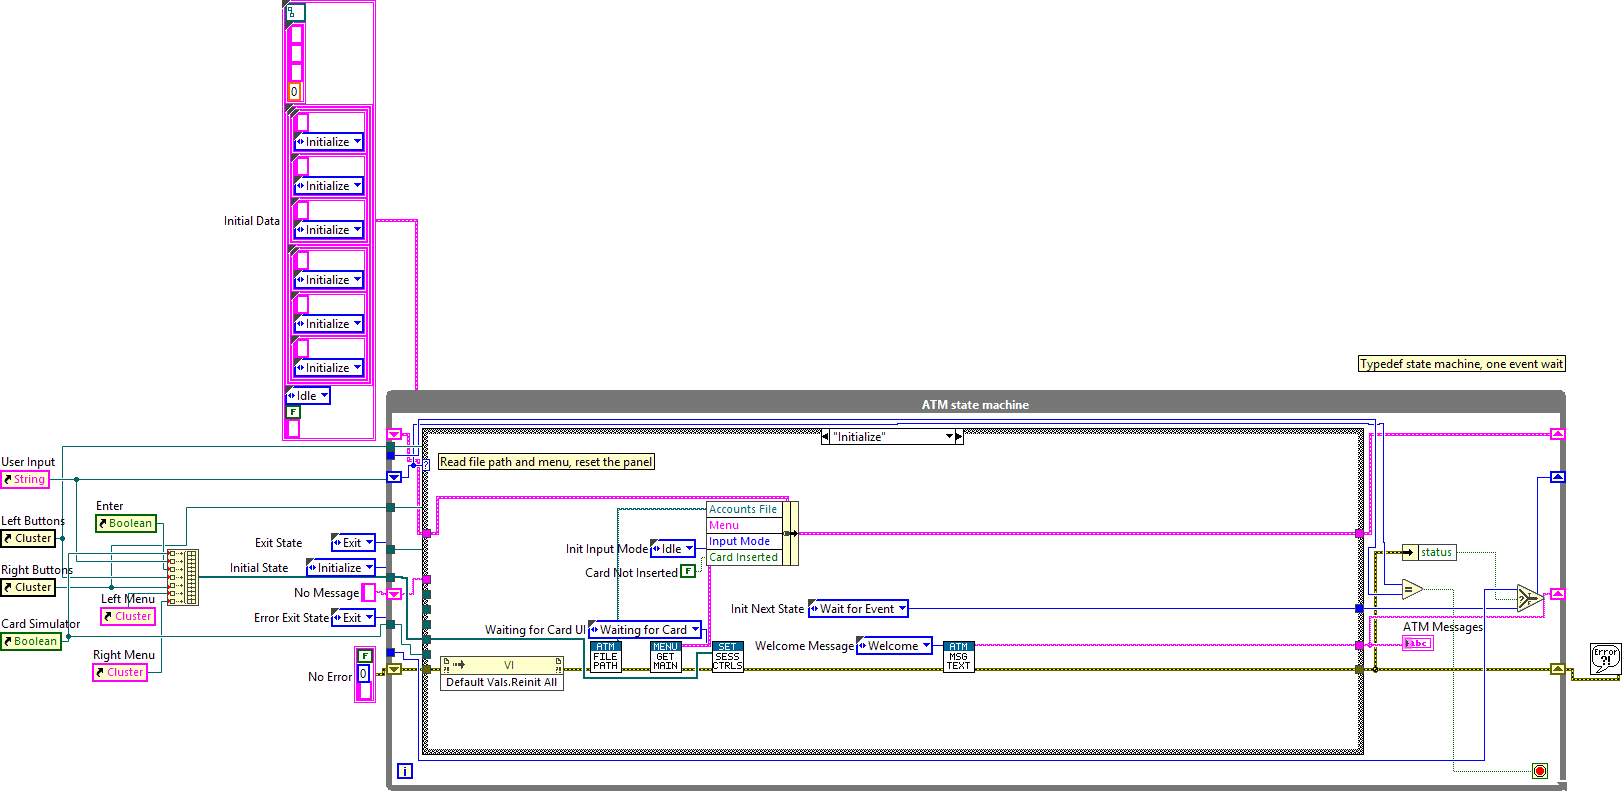 0
Initialize
Initialize
Initialize
Initial Data
Initialize
Initialize
Initialize
Idle
F
Typedef state machine, one event wait
ATM state machine
"Initialize"
?
Read file path and menu, reset the panel
User Input
String
Enter
Boolean
Left Buttons
Cluster
Right Buttons
Cluster
Left Menu
Cluster
Card Simulator
Boolean
Right Menu
Cluster
Exit State
Exit
Initial State
Initialize
No Message
Error Exit State
Exit
No Error
F
0
Accounts File
Menu
Input Mode
Card Inserted
Init Input Mode
Idle
Card Not Inserted
F
Init Next State
Wait for Event
Waiting for Card UI
Waiting for Card
Welcome Message
Welcome
VI
Default Vals.Reinit All
ATM
FILE
PATH
MENU
GET
MAIN
SET
SESS
CTRLS
ATM
MSG
TEXT
status
=
?
T
F
ATM Messages
abc
Error
?!
i